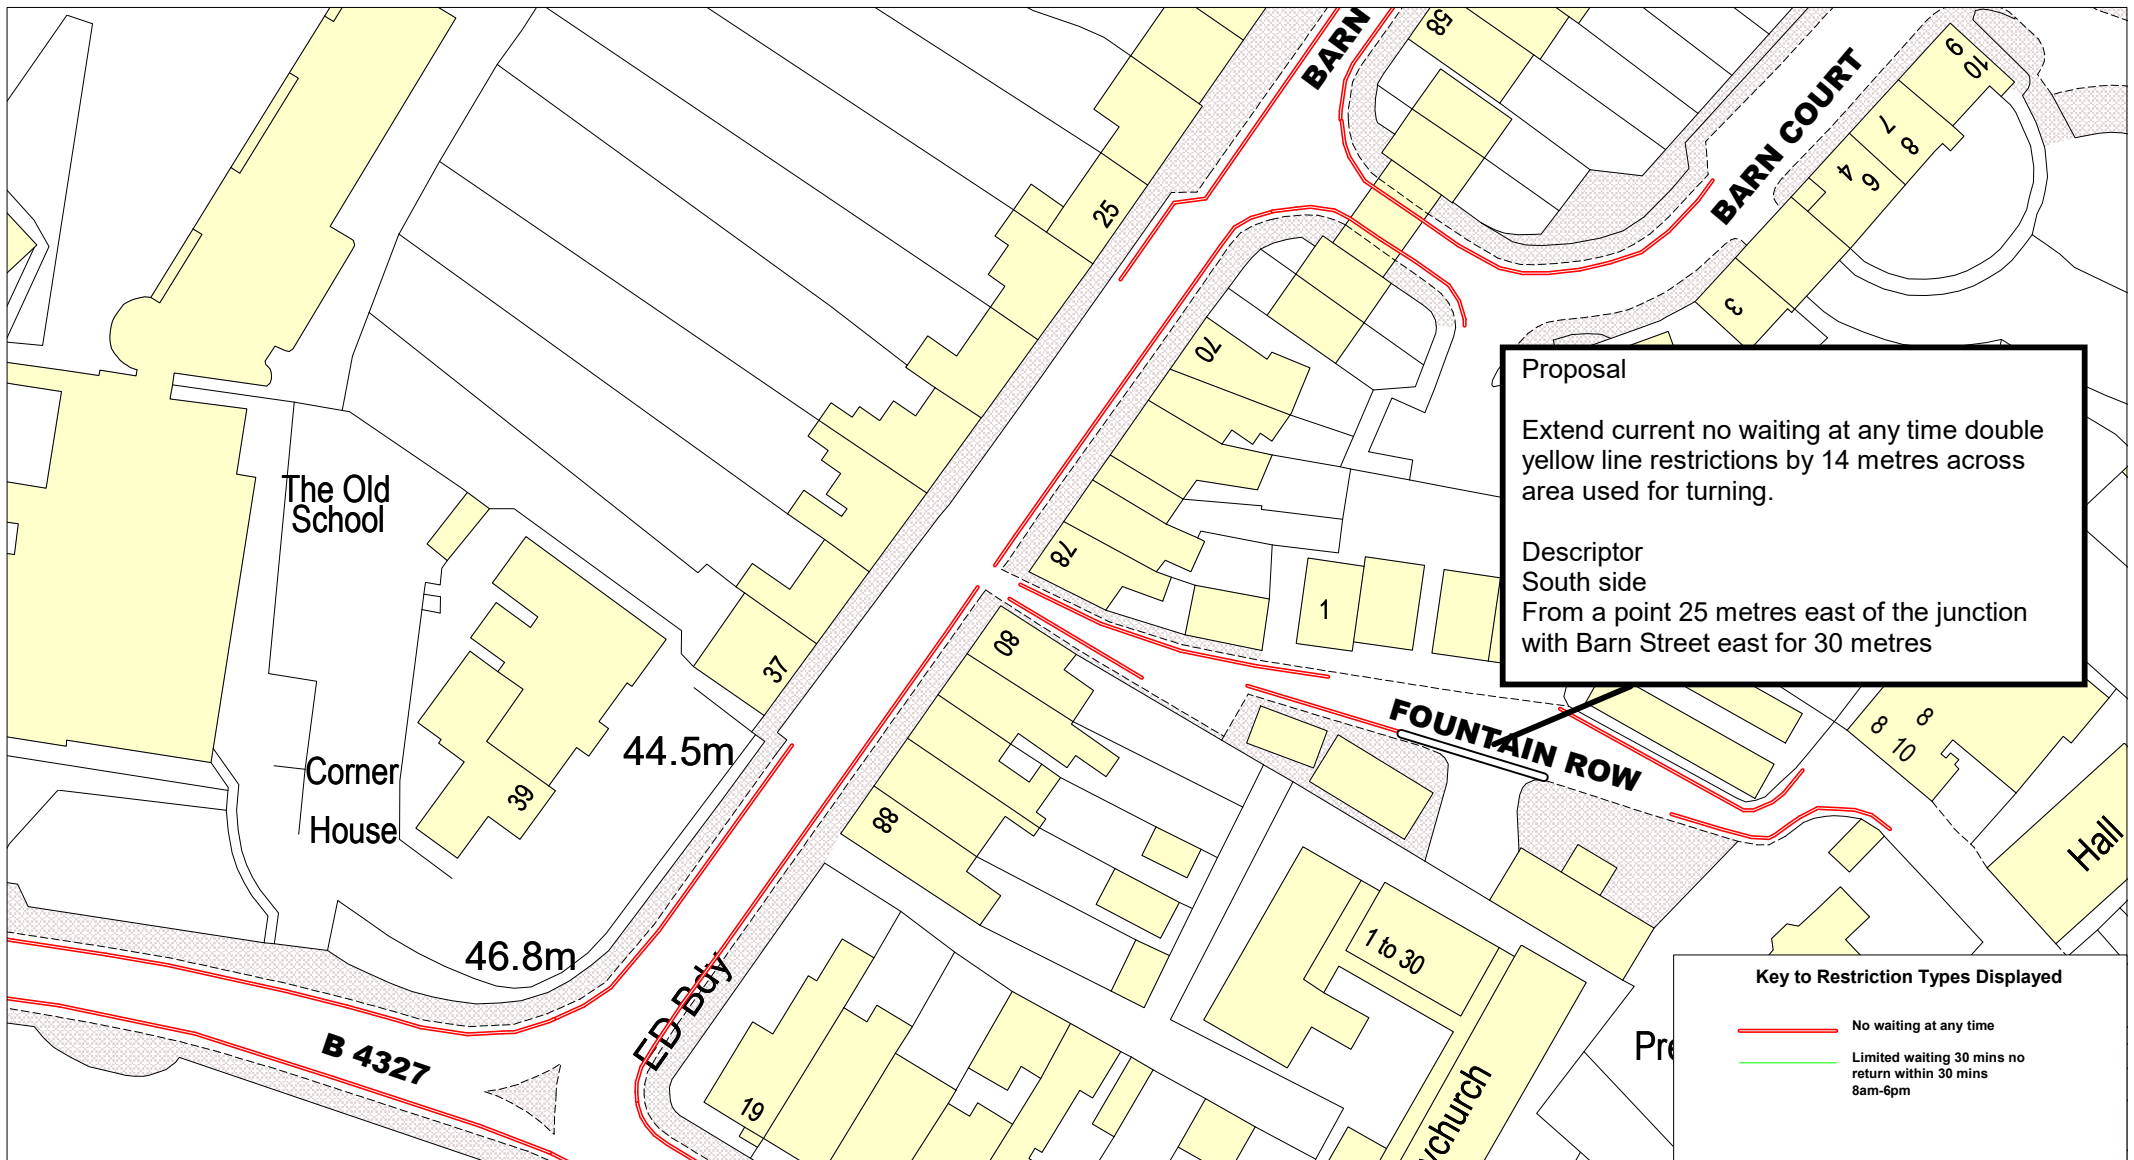 BARN
58
9
10
BARN COURT
7
8
4
6
25
3
70
Proposal
Extend current no waiting at any time double
yellow line restrictions by 14 metres across
area used for turning.
Descriptor
South side
From a point 25 metres east of the junction
with Barn Street east for 30 metres
The Old
School
78
1
80
37
FOUNTAIN ROW
8
8
10
44.5m
Corner
House
39
88
Hall
46.8m
ED Bdy
1 to 30
B 4327
19
Key to Restriction Types Displayed
No waiting at any time
Limited waiting 30 mins no
return within 30 mins
8am-6pm